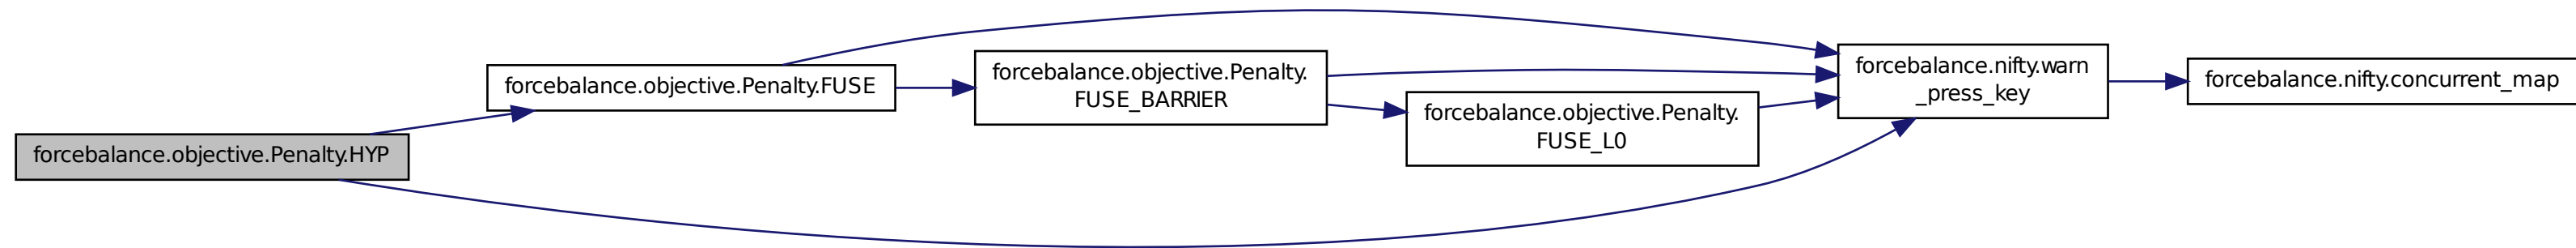 forcebalance.objective.Penalty.HYP
forcebalance.objective.Penalty.FUSE
forcebalance.objective.Penalty.
FUSE_BARRIER
forcebalance.objective.Penalty.
FUSE_L0
forcebalance.nifty.warn
_press_key
forcebalance.nifty.concurrent_map